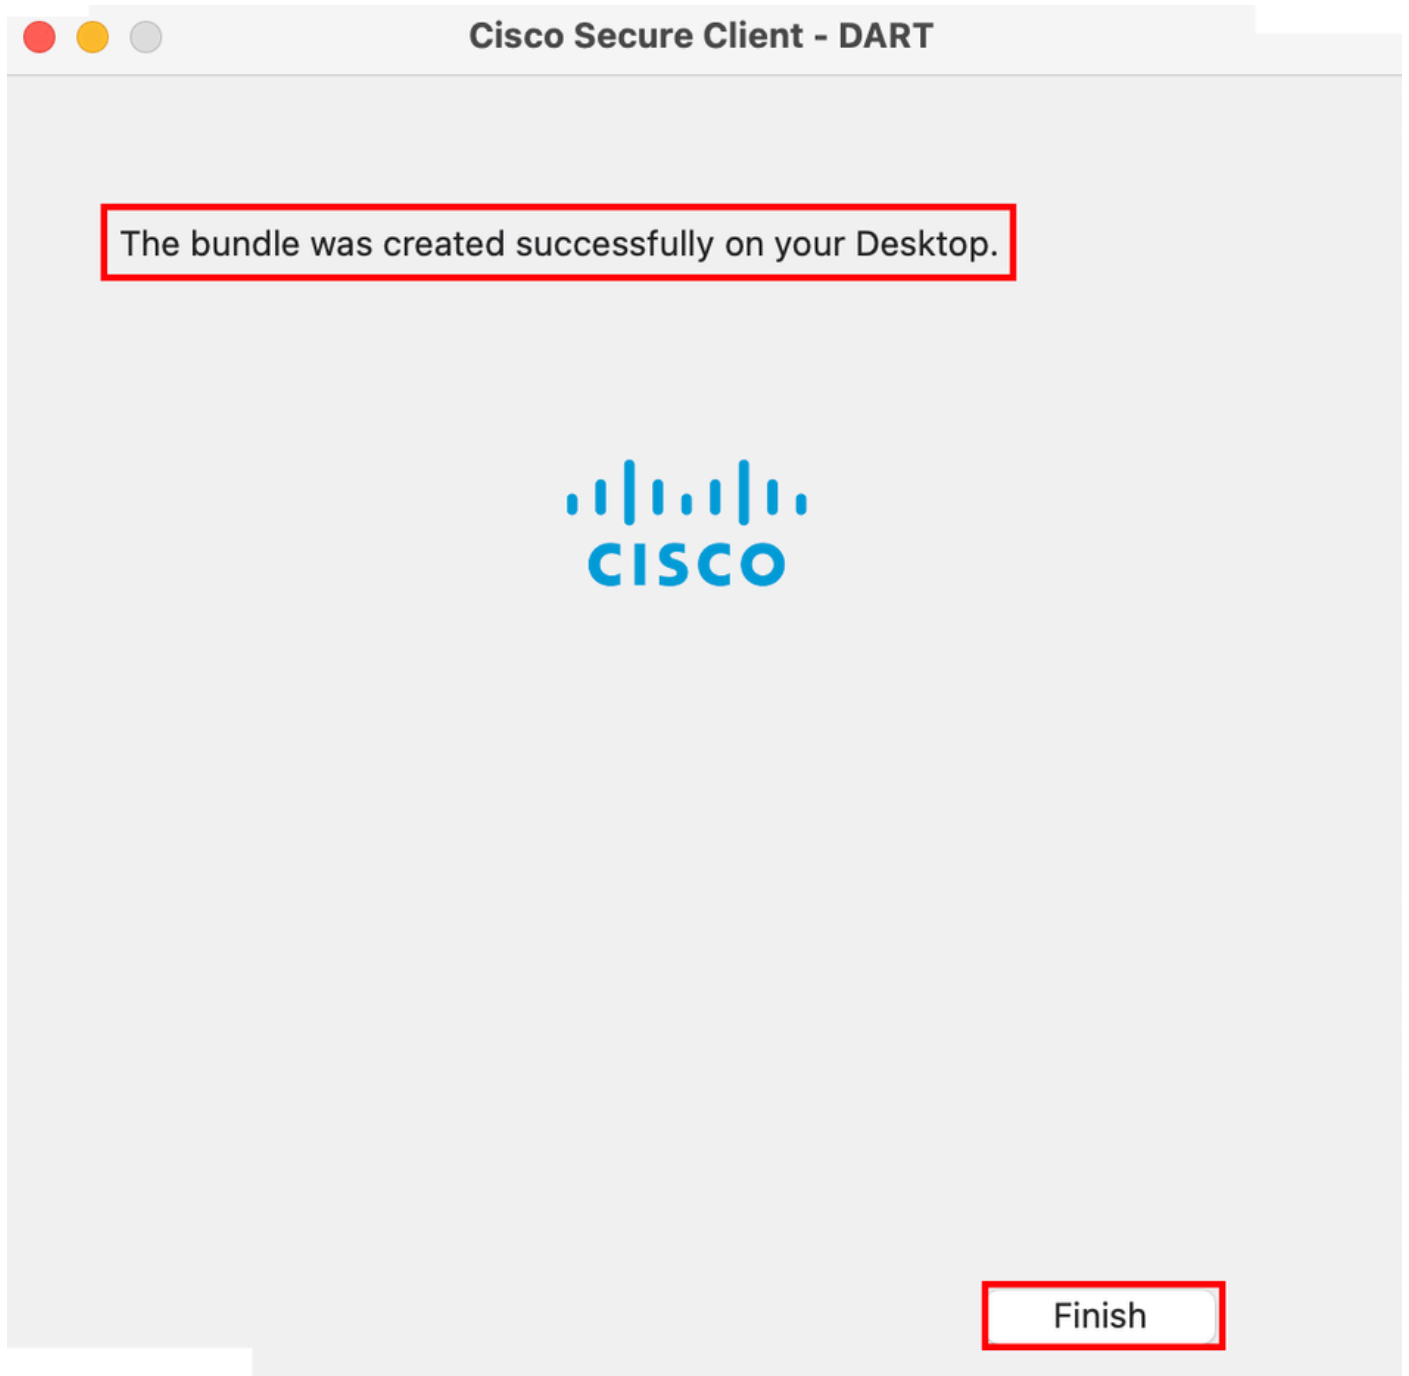 Cisco Secure Client - DART
The bundle was created successfully on your Desktop.
CISCO
Finish